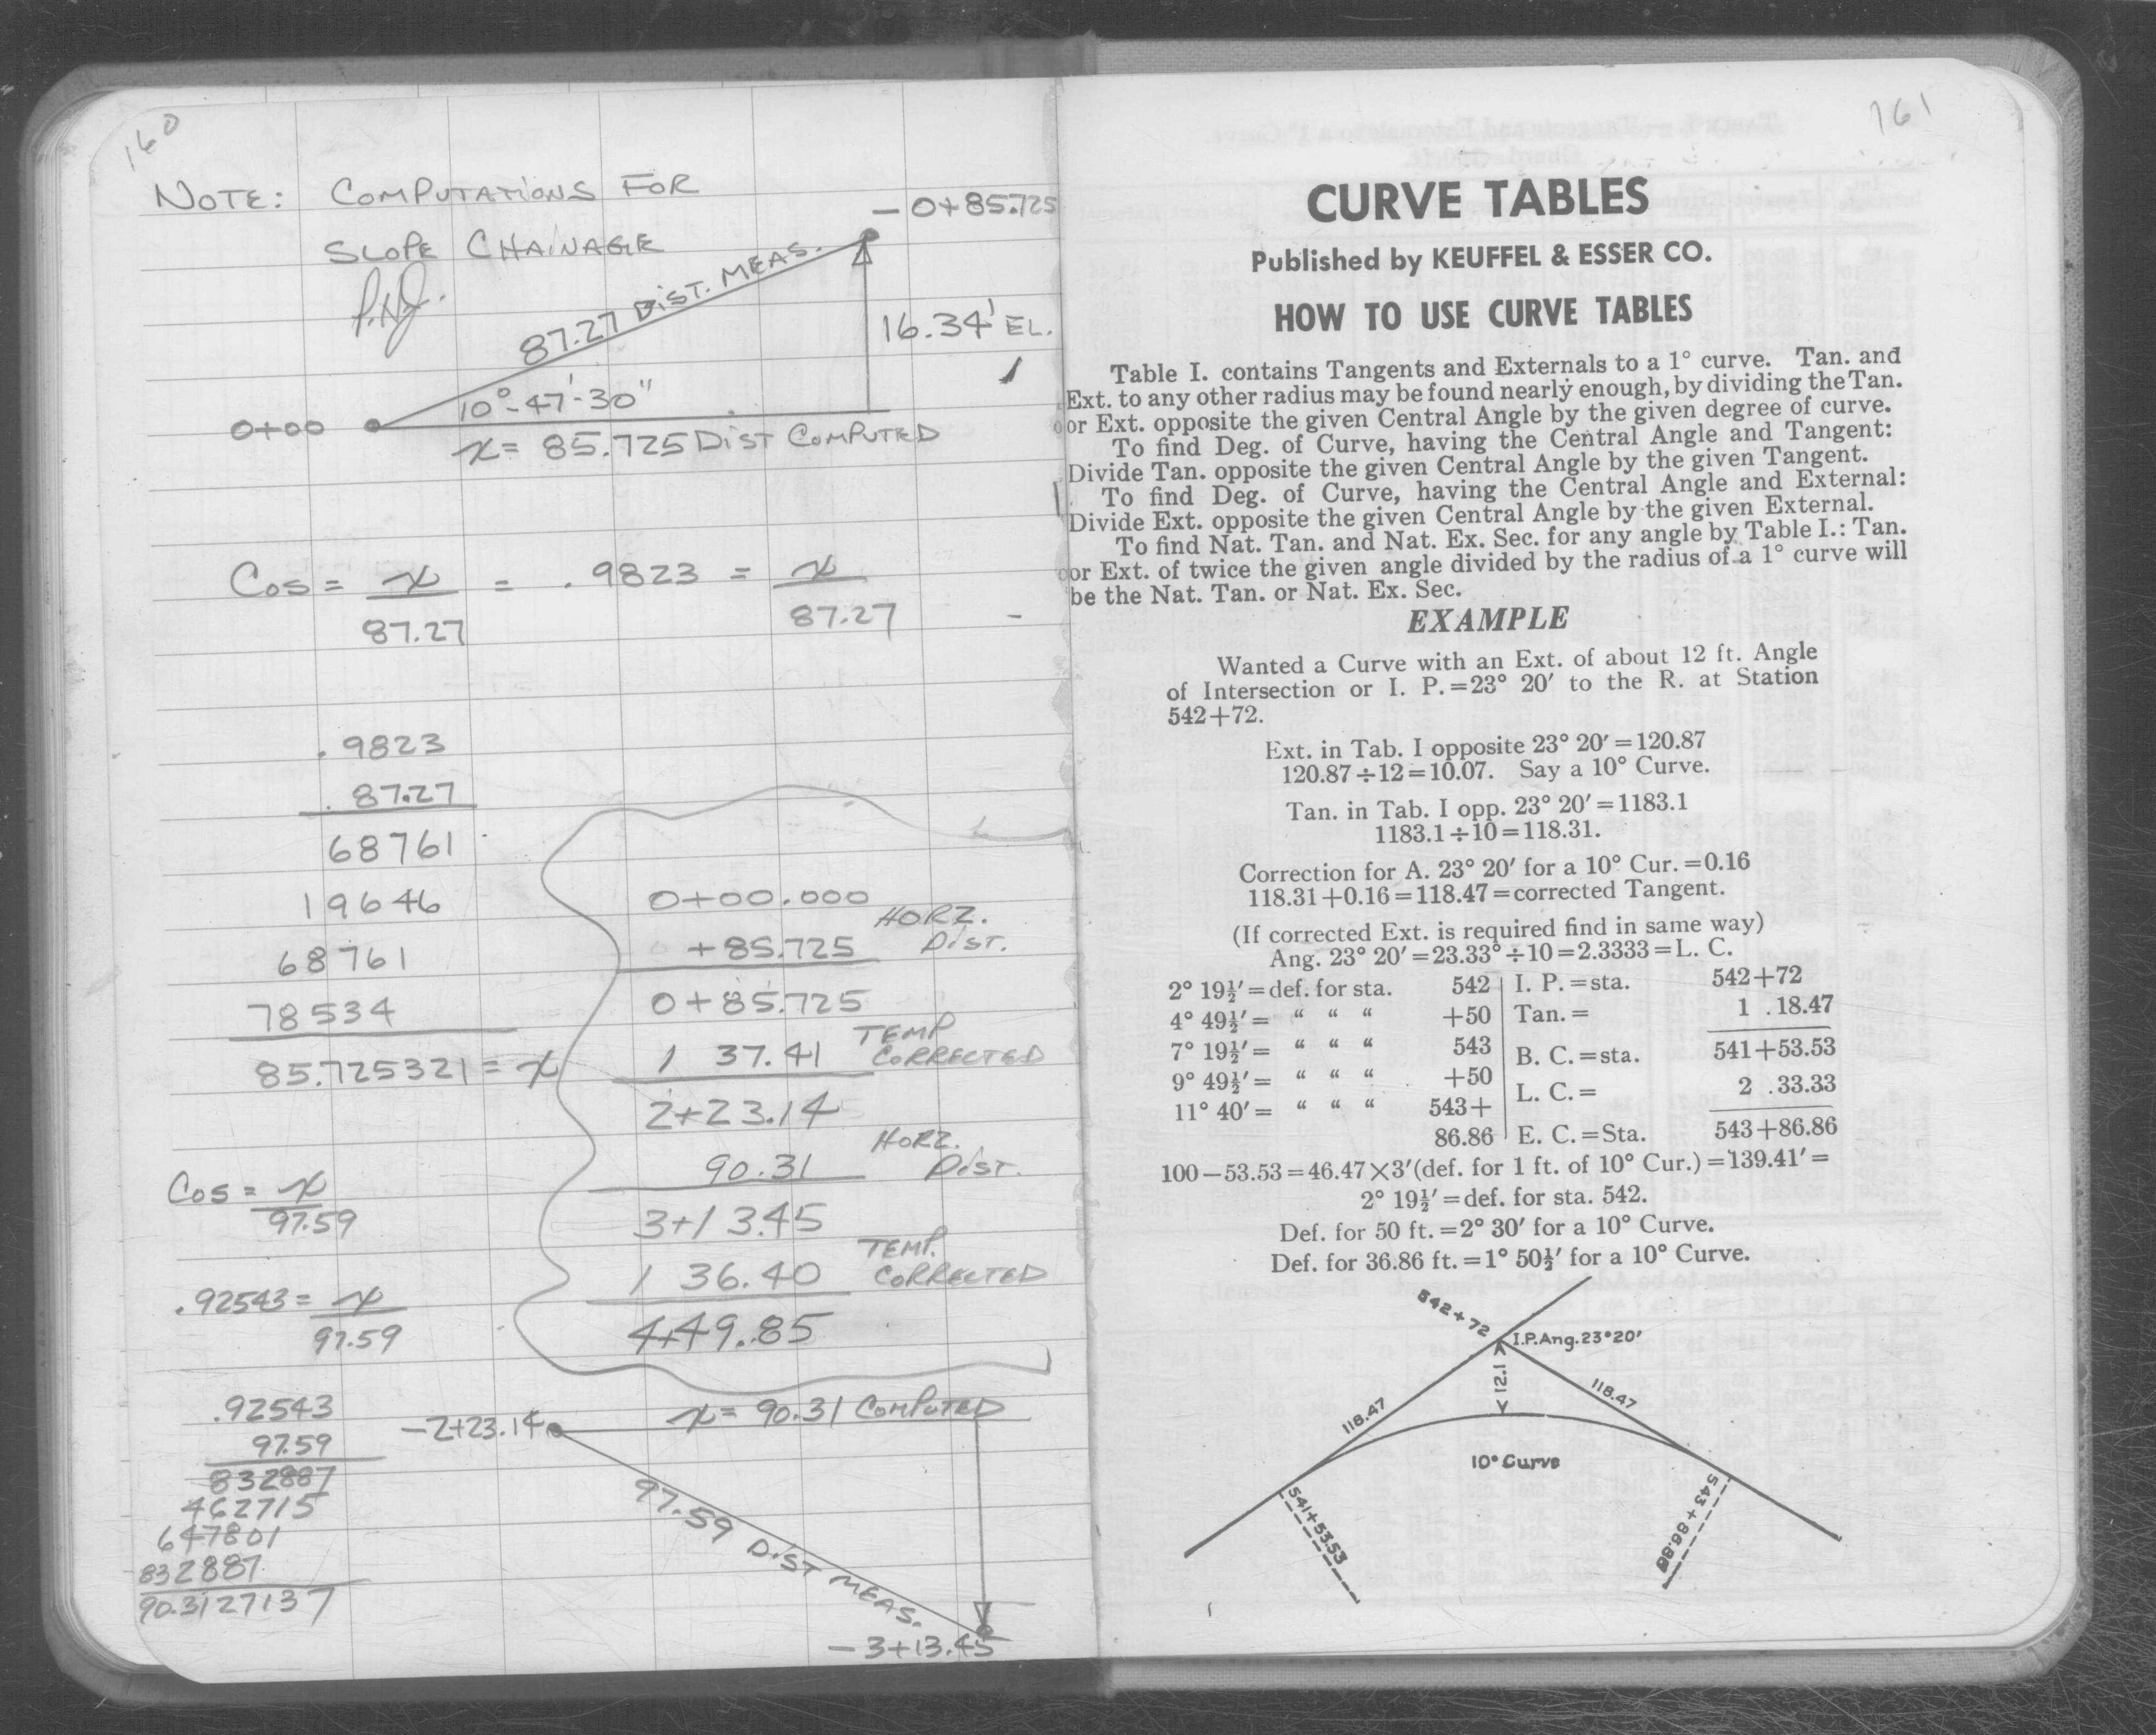 160
NOTE: COMPUTATIONS FOR
SLOPE CHAINAGE
0+85.725
87.27 DIST. MEAS.
16.34' EL.
10°-47'-30"
0+00
x = 85.725 DIST COMPUTED
COS = x / 87.27 = .9823 = x / 87.27
.9823
87.27
68761
19646
68761
78534
85.725321 = x
0+00.000
+85.725 HORZ. DIST.
0+85.725
1 37.41 TEMP CORRECTED
2+23.14
90.31 HORZ. DIST.
3+13.45
1 36.40 TEMP. CORRECTED
4+49.85
COS = x / 97.59
.92543 = x / 97.59
.92543
97.59
832887
462715
647801
832887
90.3127137
2+23.14
x = 90.31 COMPUTED
97.59 DIST MEAS.
3+13.45
161
CURVE TABLES
Published by KEUFFEL & ESSER CO.
HOW TO USE CURVE TABLES
Table I. contains Tangents and Externals to a 1° curve. Tan. and
Ext. to any other radius may be found nearly enough, by dividing the Tan.
or Ext. opposite the given Central Angle by the given degree of curve.
To find Deg. of Curve, having the Central Angle and Tangent:
Divide Tan. opposite the given Central Angle by the given Tangent.
To find Deg. of Curve, having the Central Angle and External:
Divide Ext. opposite the given Central Angle by the given External.
To find Nat. Tan. and Nat. Ex. Sec. for any angle by Table I.: Tan.
or Ext. of twice the given angle divided by the radius of a 1° curve will
be the Nat. Tan. or Nat. Ex. Sec.
EXAMPLE
Wanted a Curve with an Ext. of about 12 ft. Angle
of Intersection or I. P.=23° 20′ to the R. at Station
542+72.
Ext. in Tab. I opposite 23° 20′=120.87
120.87÷12=10.07. Say a 10° Curve.
Tan. in Tab. I opp. 23° 20′=1183.1
1183.1÷10=118.31.
Correction for A. 23° 20′ for a 10° Cur.=0.16
118.31+0.16=118.47=corrected Tangent.
(If corrected Ext. is required find in same way)
Ang. 23° 20′=23.33°÷10=2.3333=L. C.
2° 19½′=def. for sta. 542 I. P.=sta. 542+72
4° 49½′= “ “ “ +50 Tan.= 1 .18.47
7° 19½′= “ “ “ 543 B. C.=sta. 541+53.53
9° 49½′= “ “ “ +50 L. C.= 2 .33.33
11° 40′= “ “ “ 543+
86.86 E. C.=Sta. 543+86.86
100−53.53=46.47×3′(def. for 1 ft. of 10° Cur.)=139.41′=
2° 19½′=def. for sta. 542.
Def. for 50 ft.=2° 30′ for a 10° Curve.
Def. for 36.86 ft.=1° 50½′ for a 10° Curve.
542+72
I.P.Ang.23°20′
12.1
118.47
118.47
10° Curve
541+53.53
543+86.86